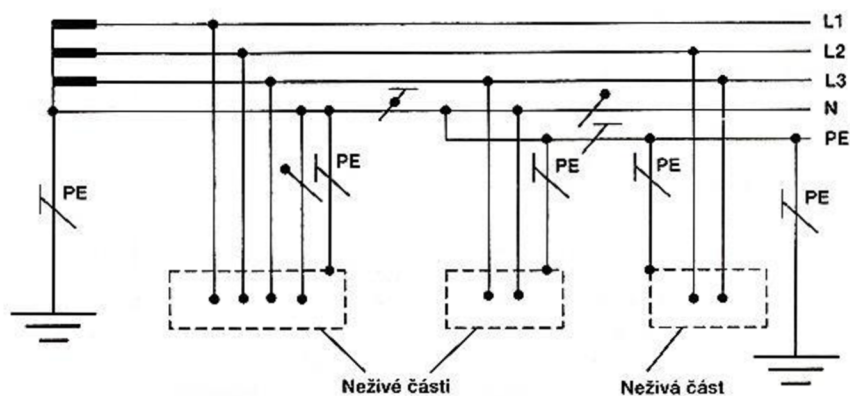 L1
L2
L3
N
PE
PE
PE
PE
PE
PE
Neživé části
Neživá část